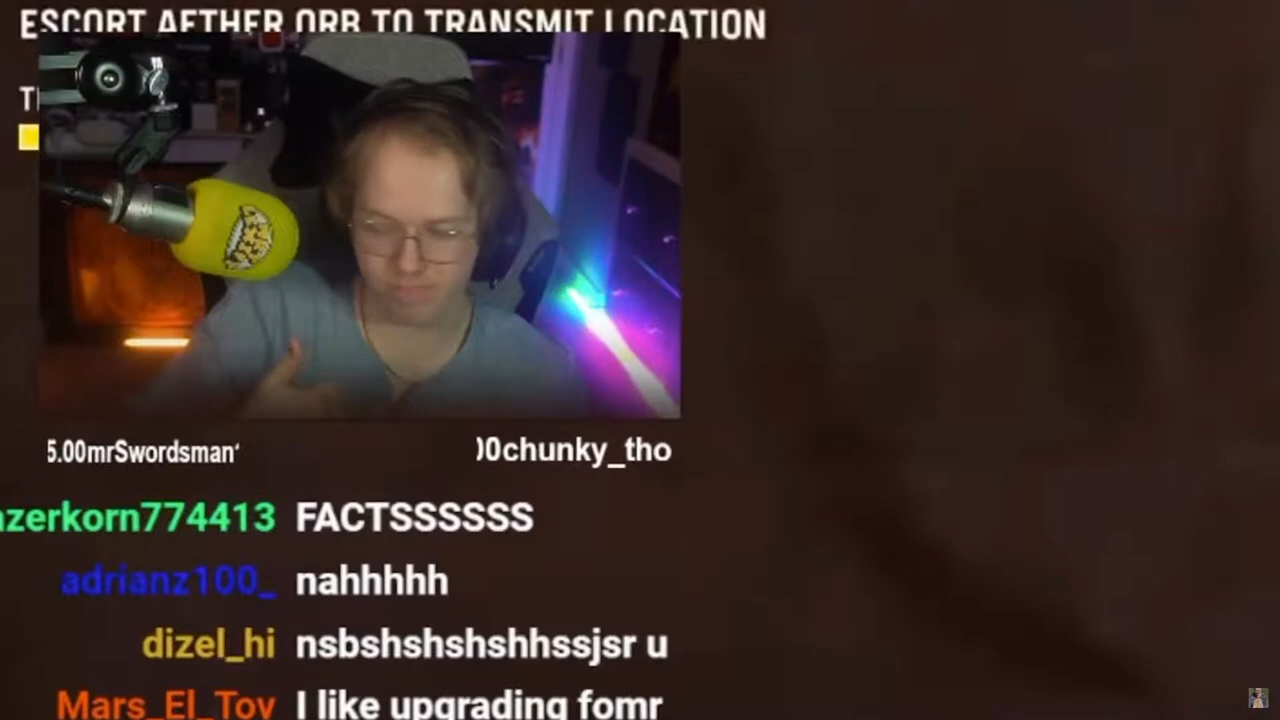 ESCORT AETHER ORB TO TRANSMIT LOCATION
5.00mrSwordsman
00chunky_tho
azerkorn774413 FACTSSSSSS
adrianz100_ nahhhhh
dizel_hi nsbshshshshhssjsr u
Mars_El_Toy I like upgrading fomr